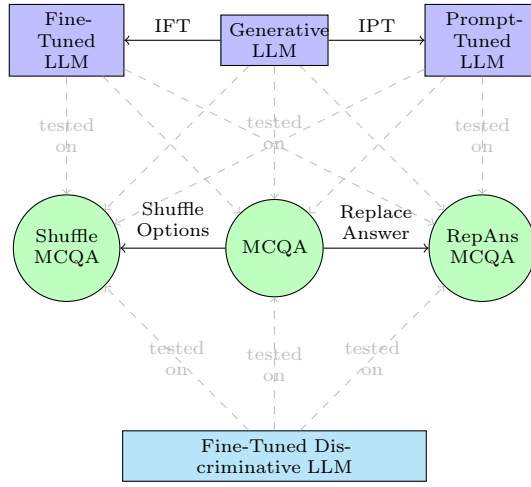 Fine-
Tuned
LLM
IFT
Generative
LLM
IPT
Prompt-
Tuned
LLM
tested
on
tested
on
tested
on
Shuffle
MCQA
Shuffle
Options
MCQA
Replace
Answer
RepAns
MCQA
tested
on
tested
on
tested
on
Fine-Tuned Dis-
criminative LLM